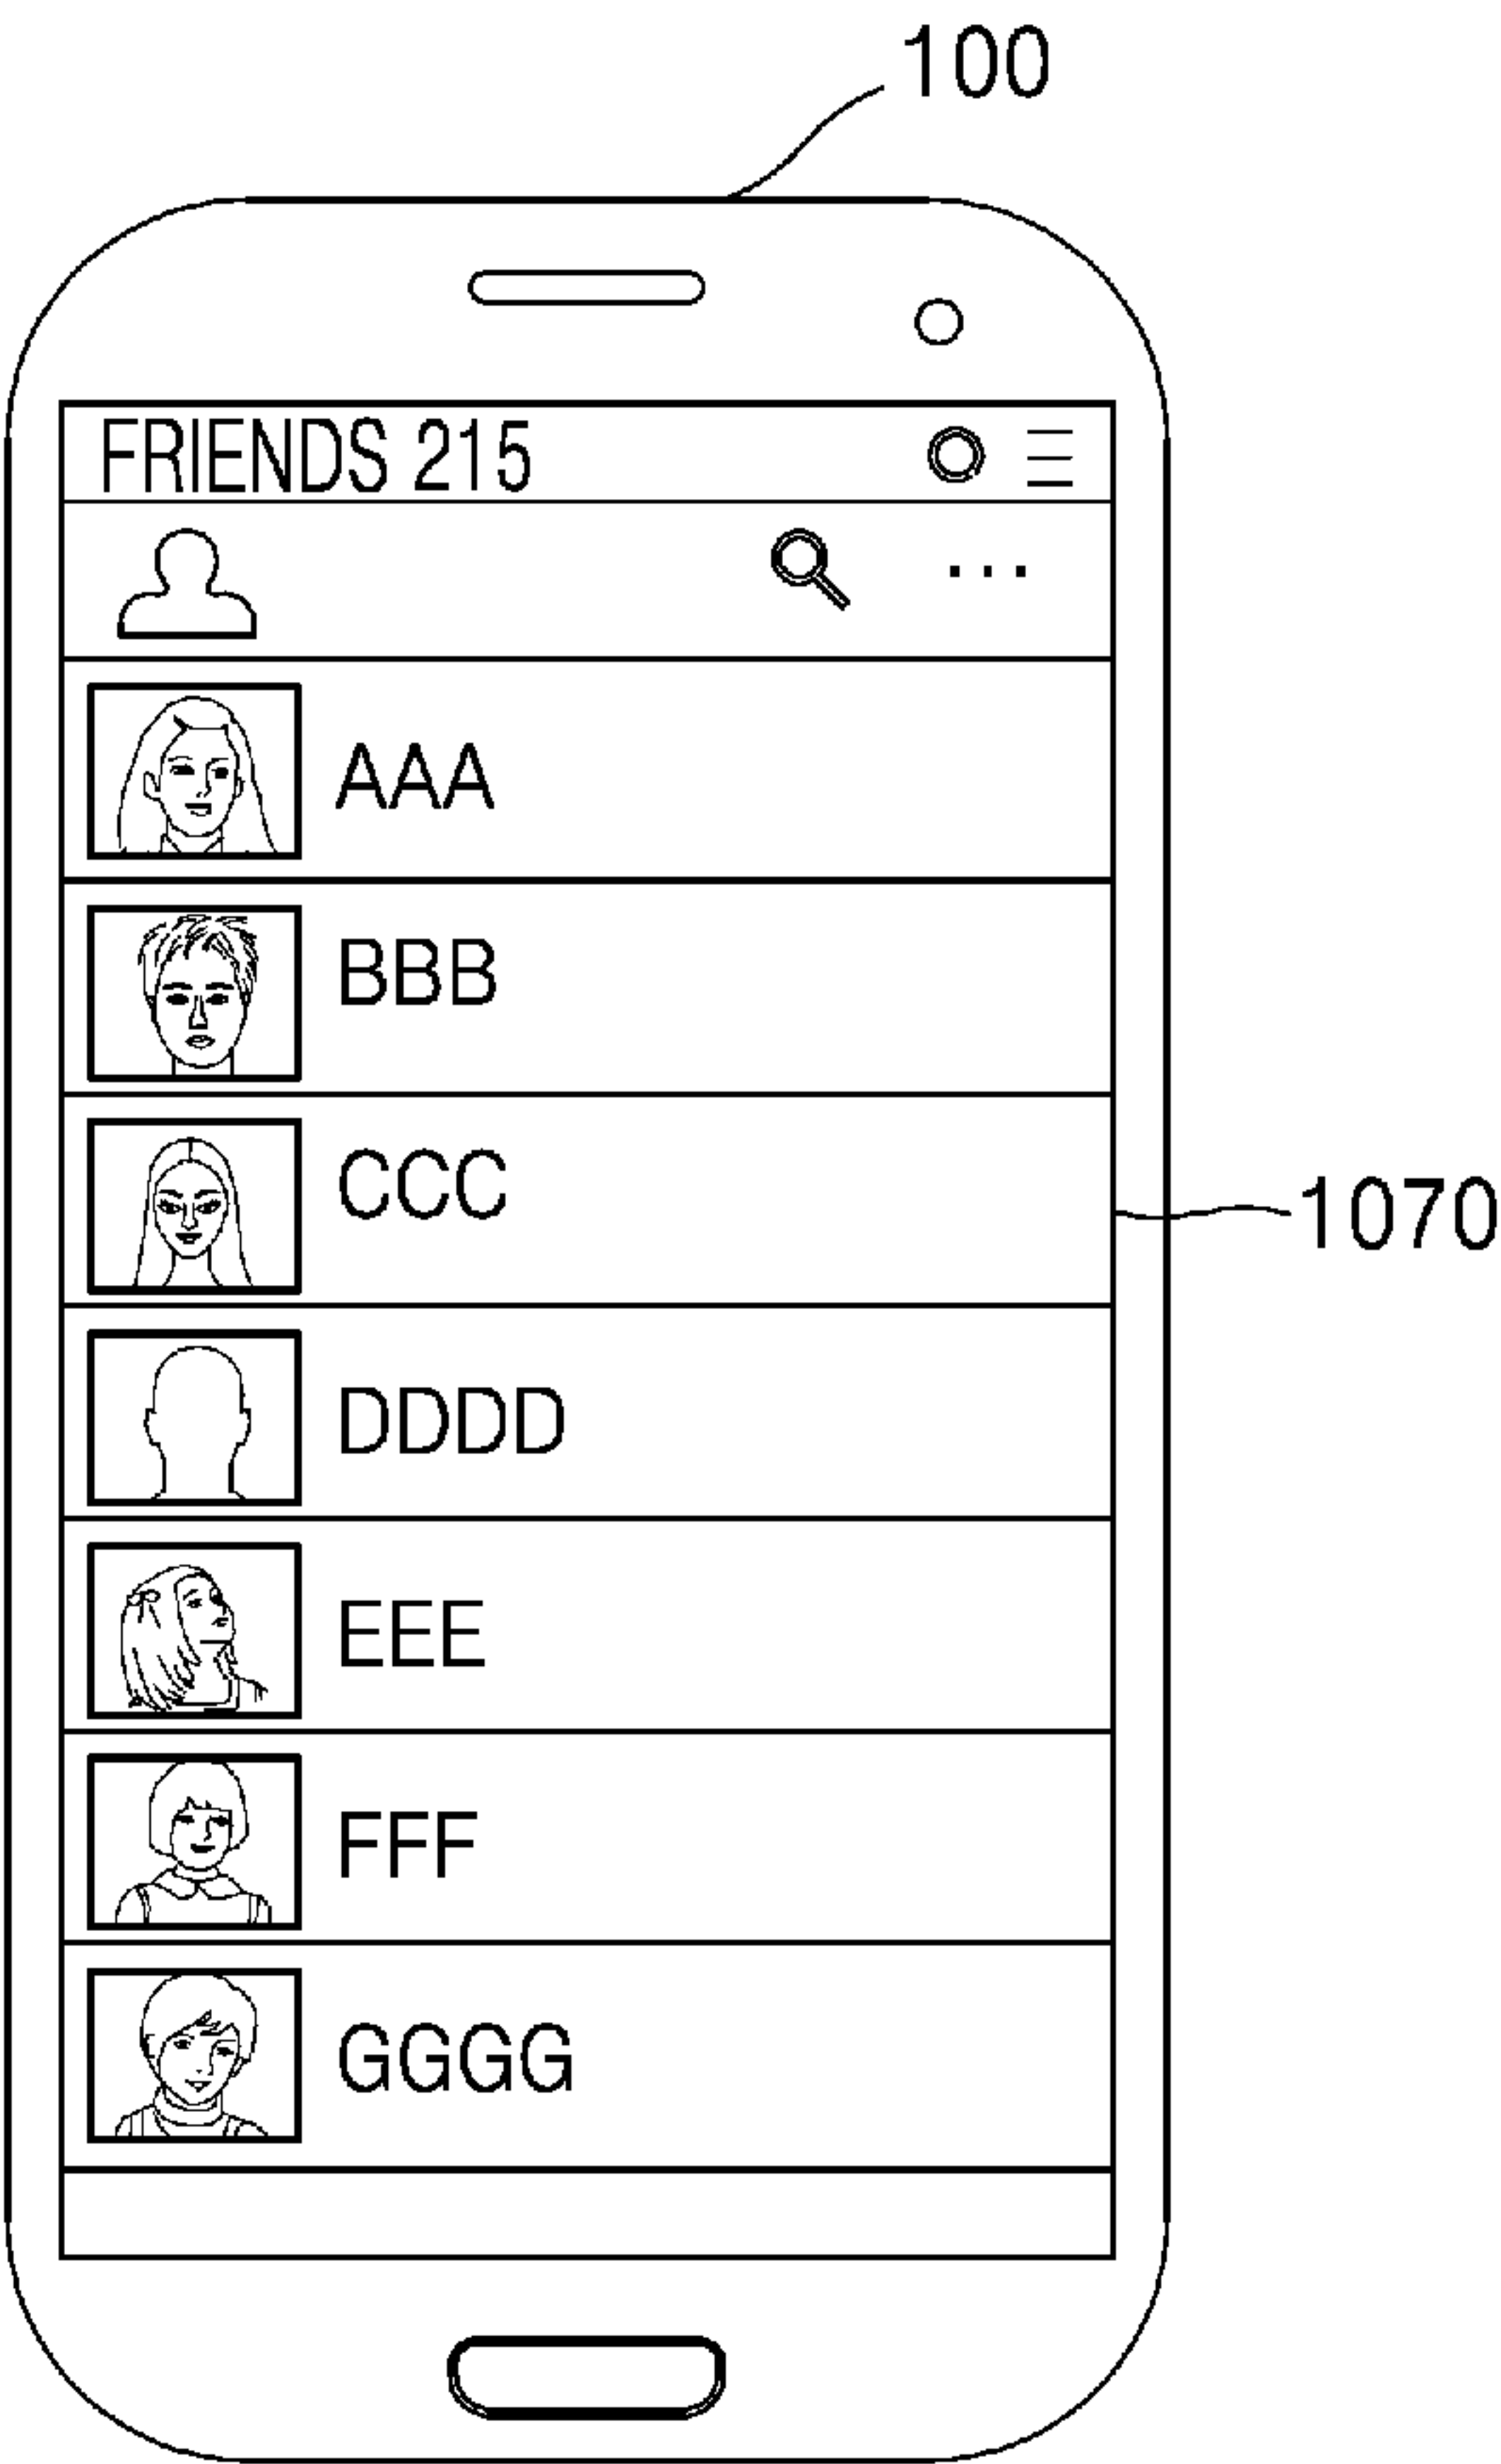 100
FRIENDS 215
...
AAA
BBB
CCC
1070
DDDD
EEE
FFF
GGGG